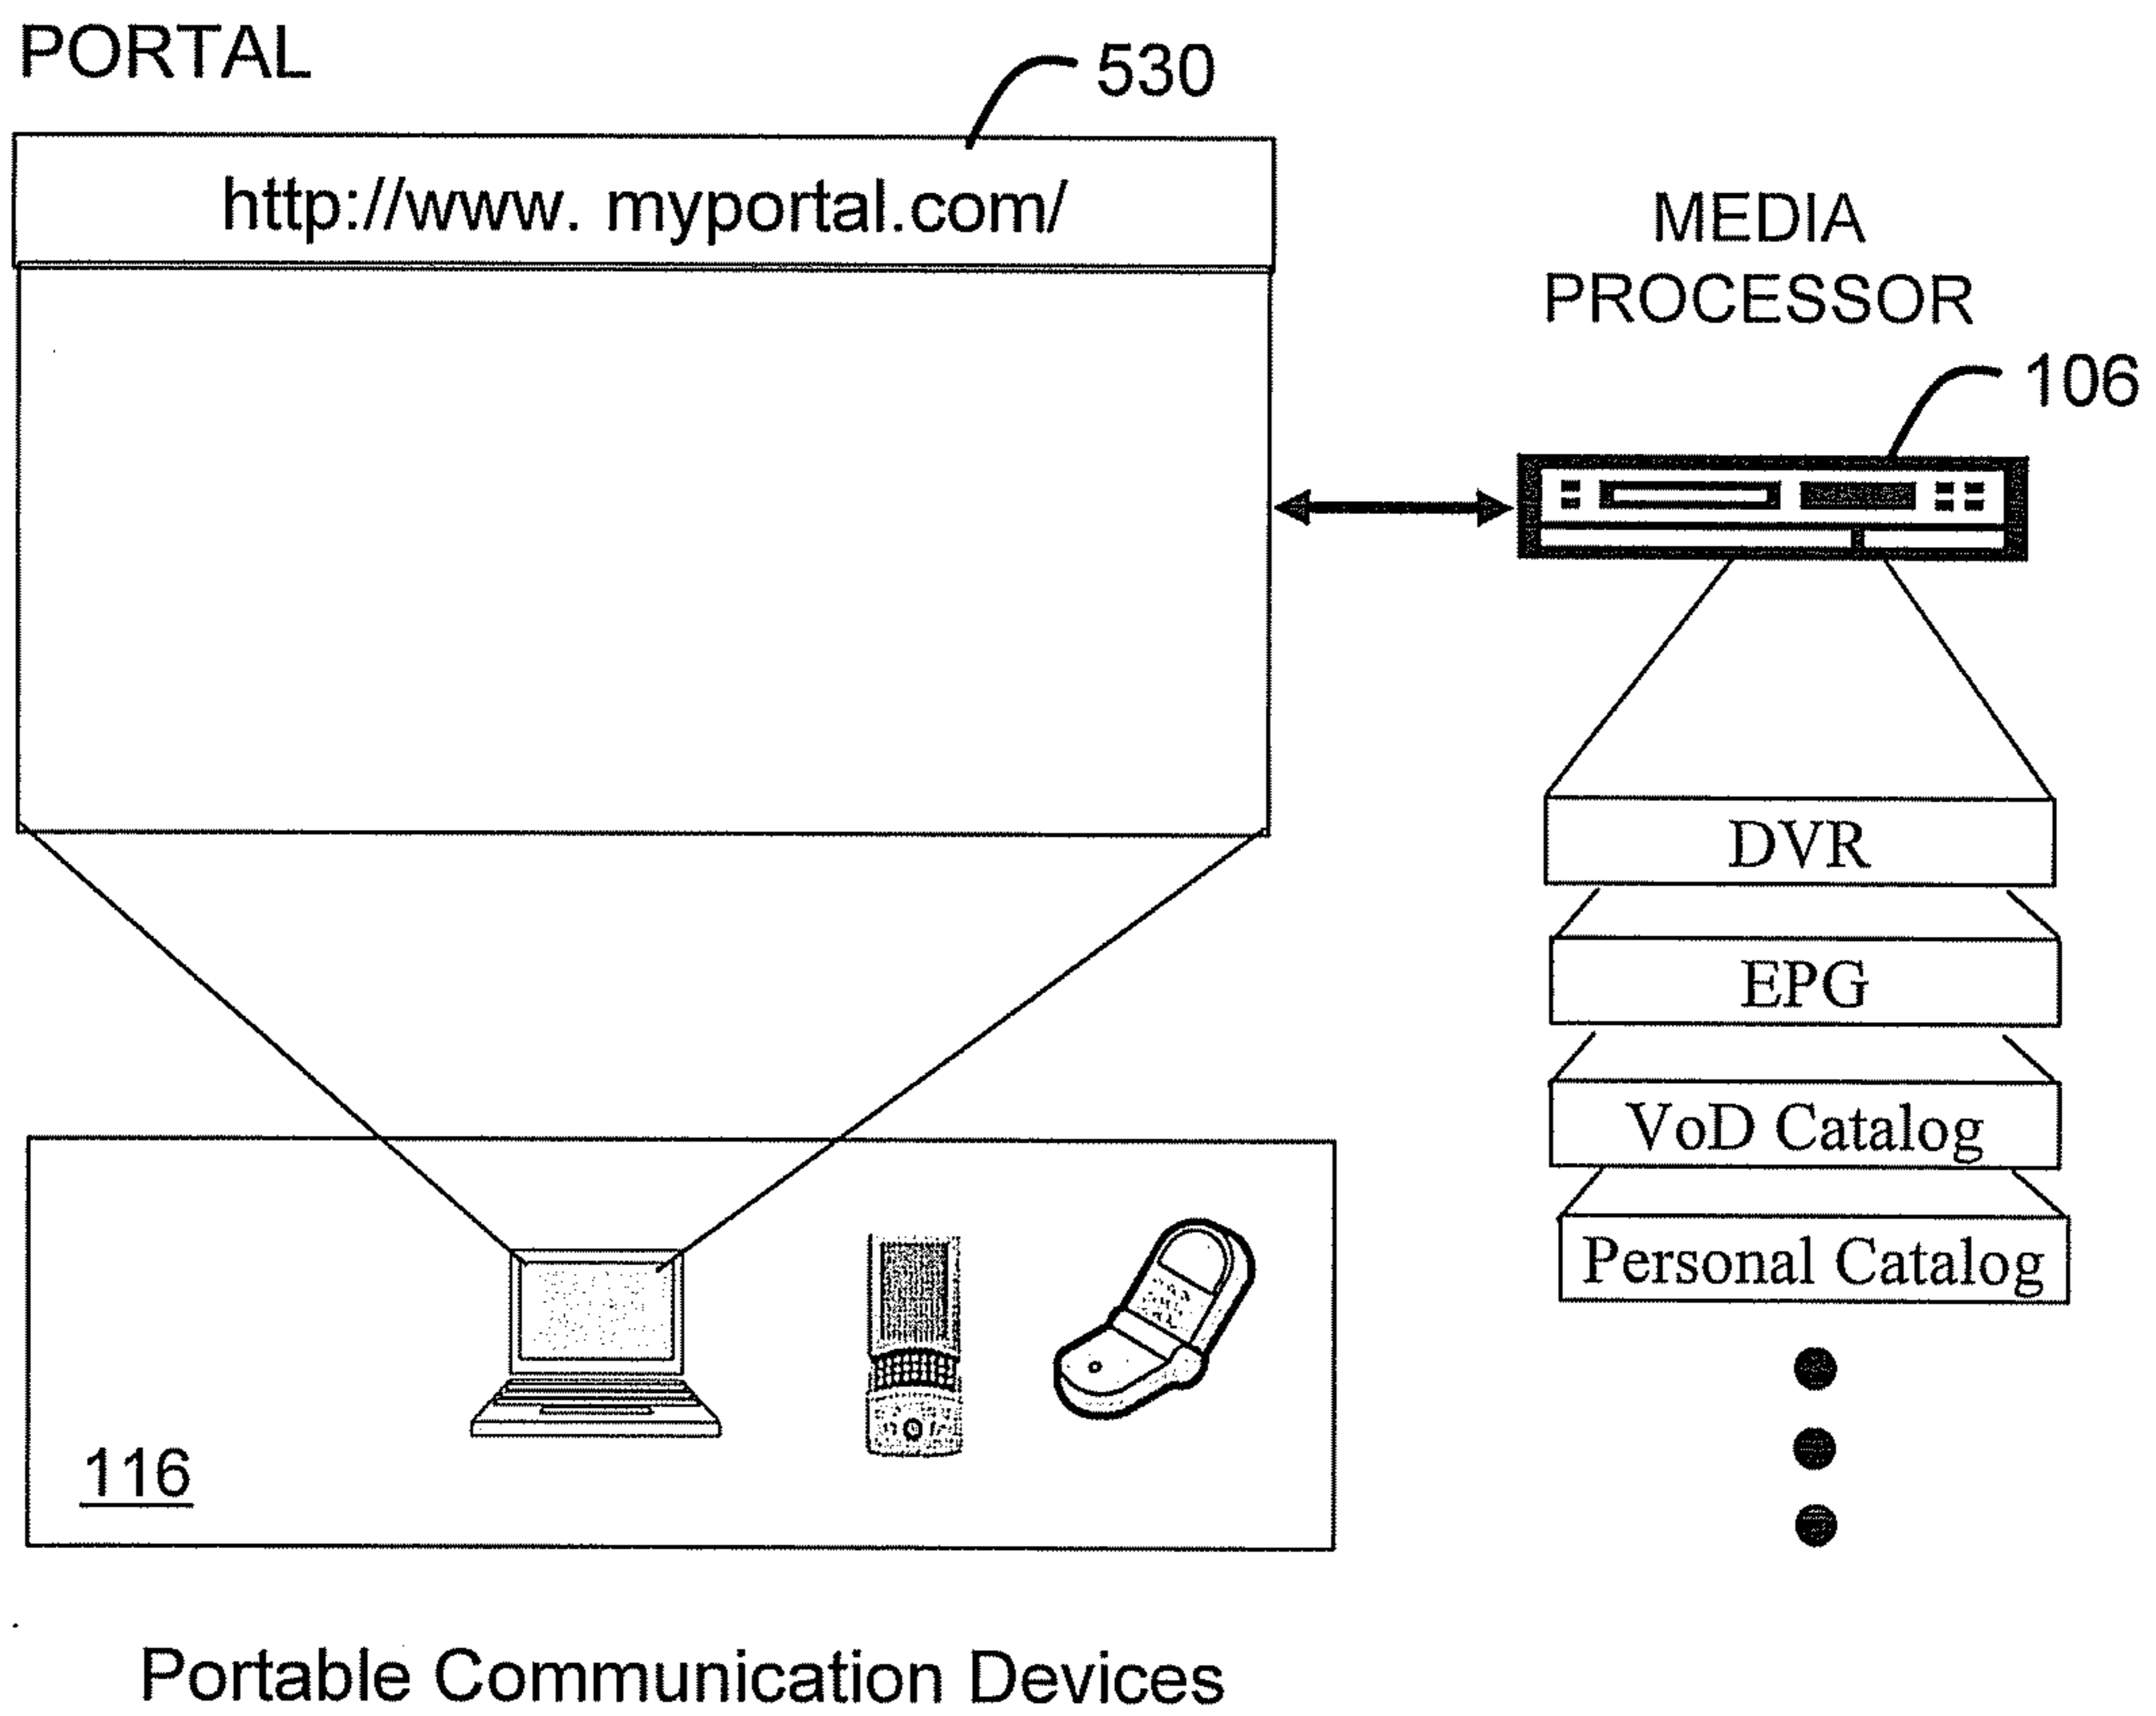 PORTAL
530
http://www. myportal.com/
MEDIA
PROCESSOR
106
DVR
EPG
VoD Catalog
Personal Catalog
116
Portable Communication Devices